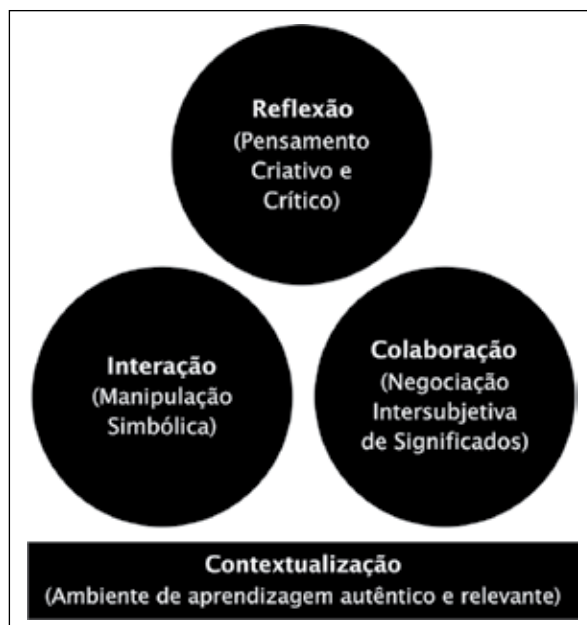 Reflexão
(Pensamento
Criativo e
Crítico)
Interação
(Manipulação
Simbólica)
Colaboração
(Negociação
Intersubjetiva
de Significados)
Contextualização
(Ambiente de aprendizagem autêntico e relevante)